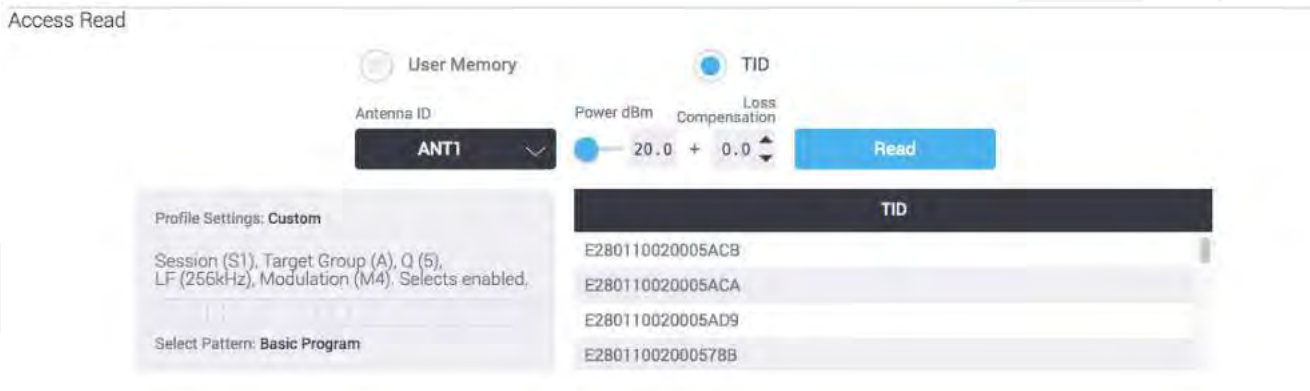 Access Read
User Memory
TID
Antenna ID
Power dBm
Loss
Compensation
ANT1
20.0 + 0.0
Read
Profile Settings: Custom
Session (S1), Target Group (A), Q (5),
LF (256kHz), Modulation (M4). Selects enabled.
Select Pattern: Basic Program
TID
E280110020005ACB
E280110020005ACA
E280110020005AD9
E28011002000578B